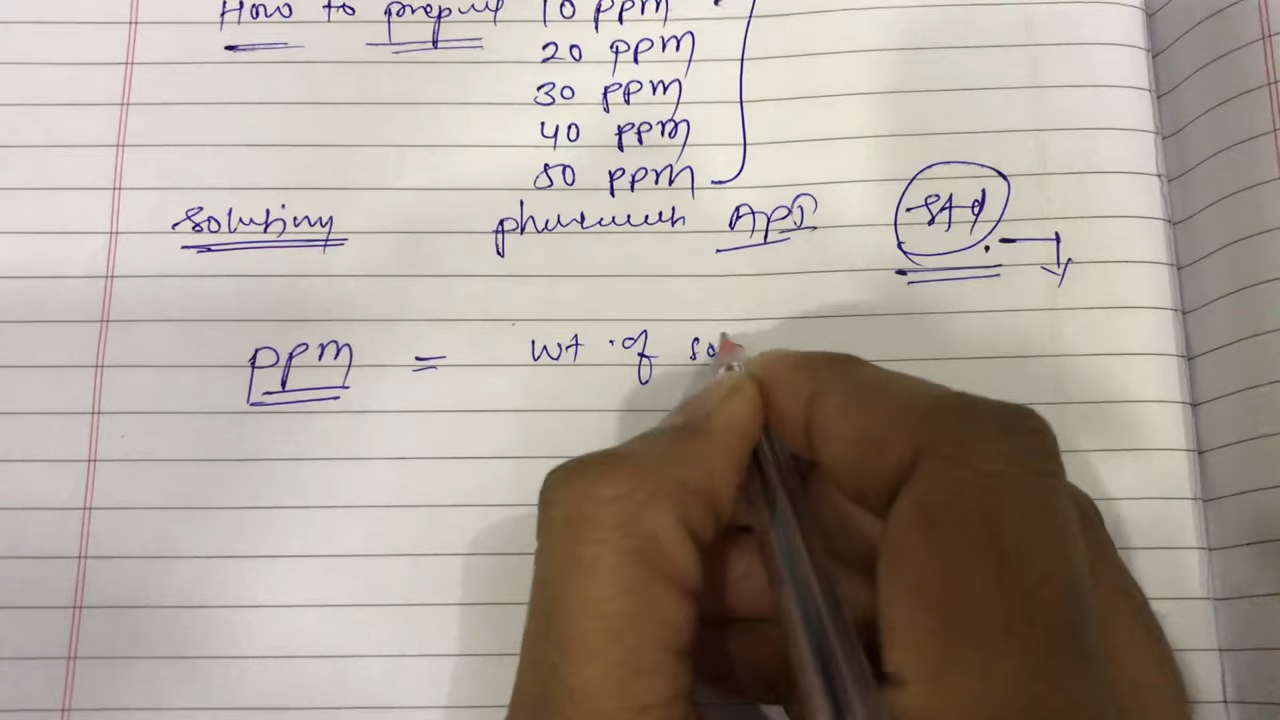 How to prepare 10 ppm
20 ppm
30 ppm
40 ppm
50 ppm
solution API std
PPM = wt of so